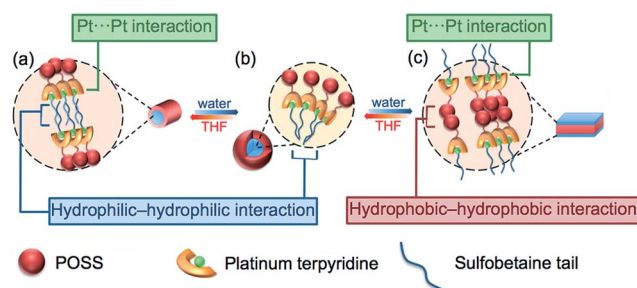 Pt···Pt interaction
Pt···Pt interaction
(a)
(b)
(c)
water
THF
water
THF
Hydrophilic–hydrophilic interaction
Hydrophobic–hydrophobic interaction
POSS
Platinum terpyridine
Sulfobetaine tail